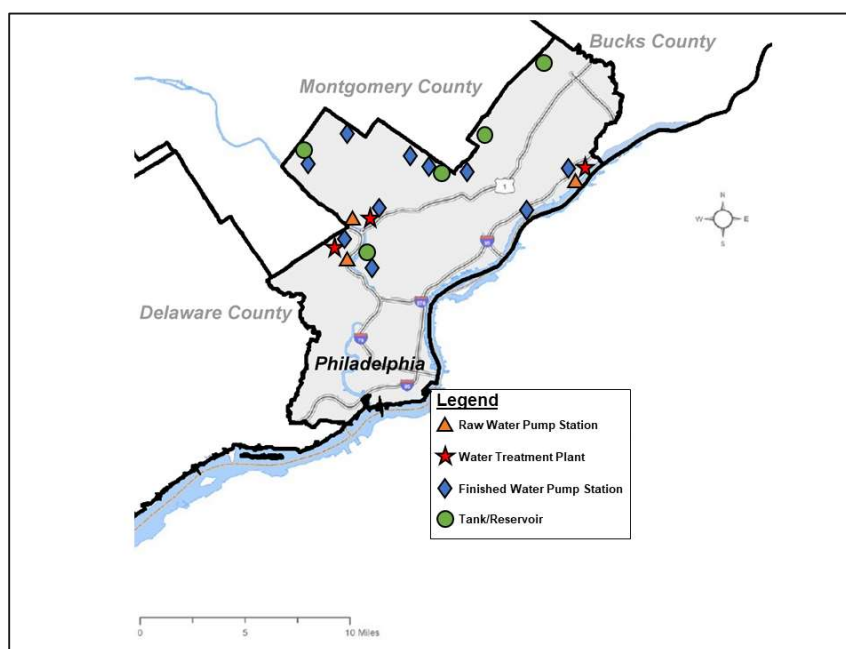 Bucks County
Montgomery County
1
N
W E
S
Delaware County
Philadelphia
95
Legend
Raw Water Pump Station
Water Treatment Plant
Finished Water Pump Station
Tank/Reservoir
0 5 10 Miles